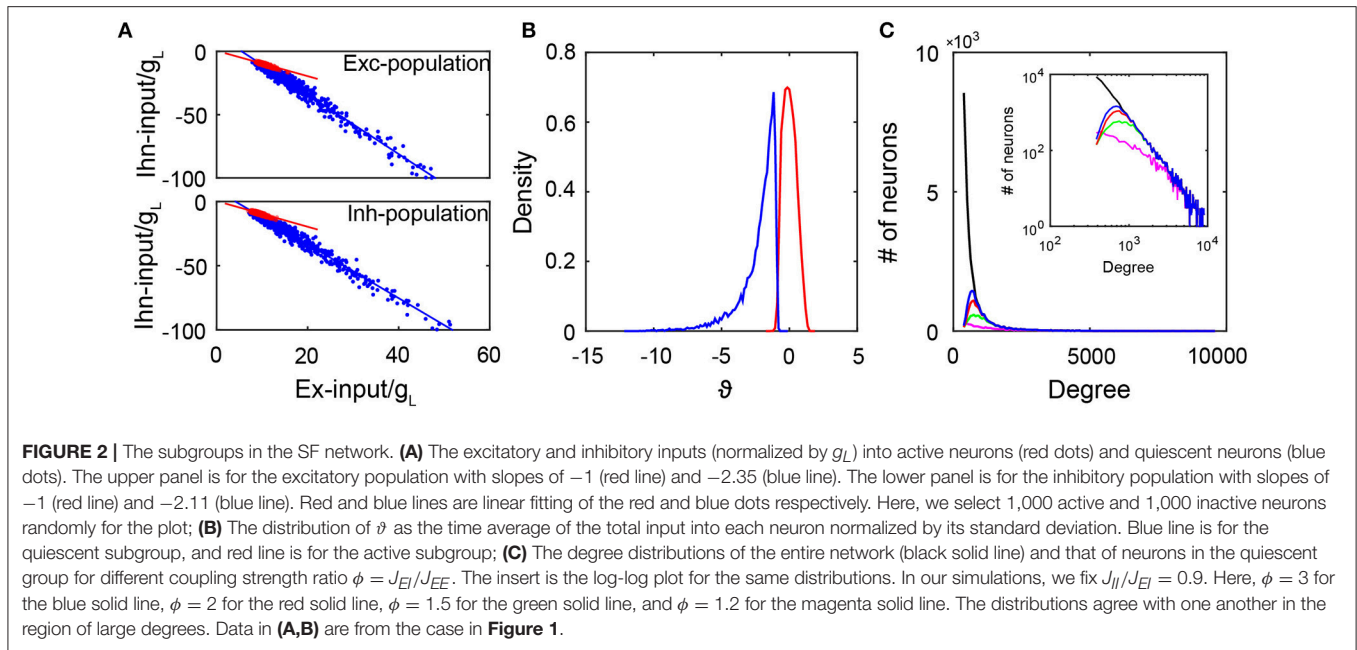 A
B
C
0
-50
-100
Ihn-input/gL
Exc-population
0
-50
-100
Ihn-input/gL
Inh-population
0 20 40 60
Ex-input/gL
0.8
0.6
0.4
0.2
0
Density
-15 -10 -5 0 5
ϑ
10 ×10³
5
0
# of neurons
0 5000 10000
Degree
10⁴
10²
10⁰
# of neurons
10² 10³ 10⁴
Degree
FIGURE 2 | The subgroups in the SF network. (A) The excitatory and inhibitory inputs (normalized by gL) into active neurons (red dots) and quiescent neurons (blue
dots). The upper panel is for the excitatory population with slopes of −1 (red line) and −2.35 (blue line). The lower panel is for the inhibitory population with slopes of
−1 (red line) and −2.11 (blue line). Red and blue lines are linear fitting of the red and blue dots respectively. Here, we select 1,000 active and 1,000 inactive neurons
randomly for the plot; (B) The distribution of ϑ as the time average of the total input into each neuron normalized by its standard deviation. Blue line is for the
quiescent subgroup, and red line is for the active subgroup; (C) The degree distributions of the entire network (black solid line) and that of neurons in the quiescent
group for different coupling strength ratio ϕ = JEI/JEE. The insert is the log-log plot for the same distributions. In our simulations, we fix JII/JEI = 0.9. Here, ϕ = 3 for
the blue solid line, ϕ = 2 for the red solid line, ϕ = 1.5 for the green solid line, and ϕ = 1.2 for the magenta solid line. The distributions agree with one another in the
region of large degrees. Data in (A,B) are from the case in Figure 1.